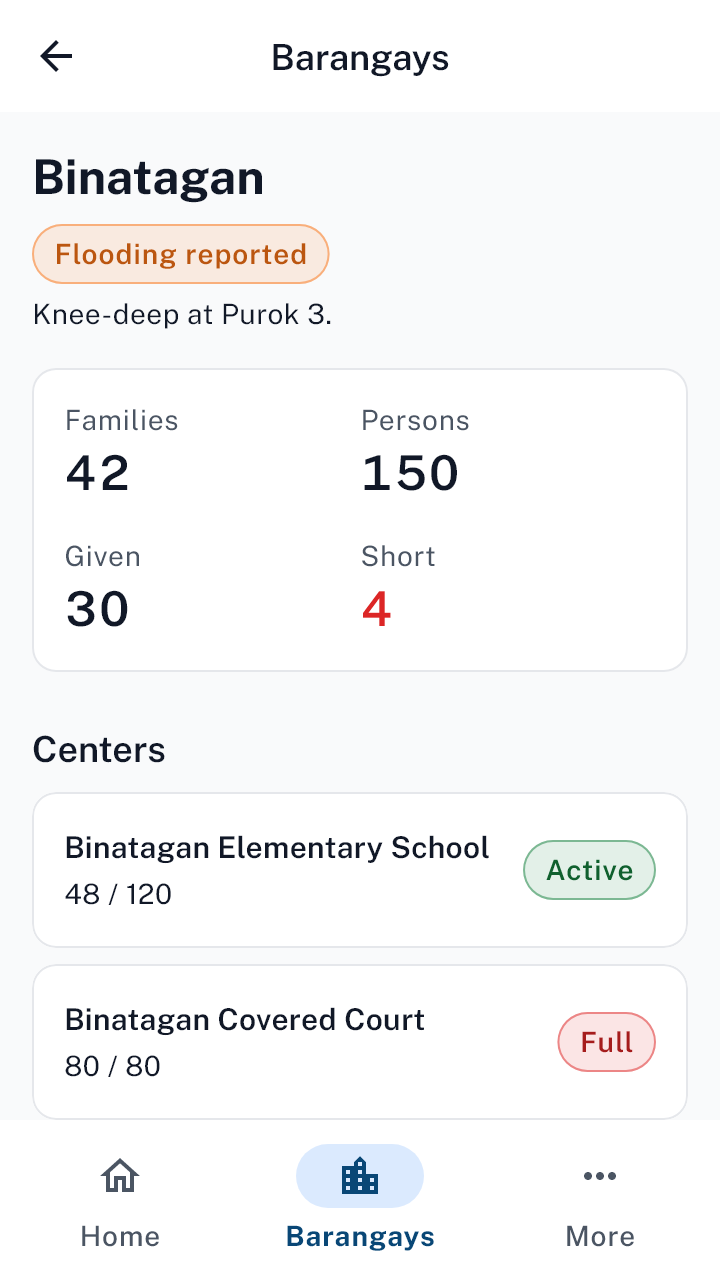 Barangays
Binatagan
Flooding reported
Knee-deep at Purok 3.
Families
42
Persons
150
Given
30
Short
4
Centers
Binatagan Elementary School
48 / 120
Active
Binatagan Covered Court
80 / 80
Full
Home
Barangays
More